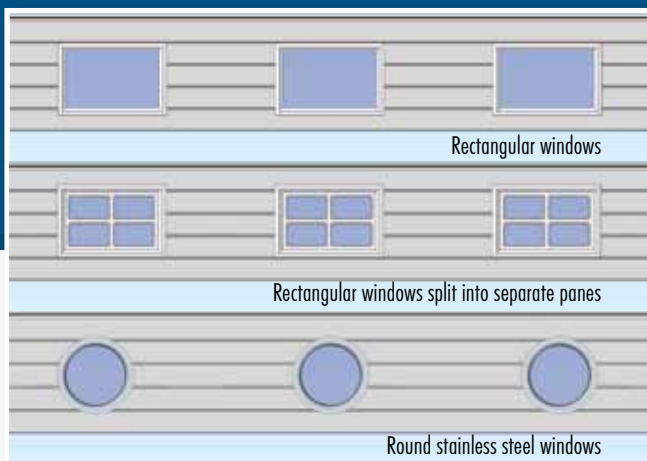 Rectangular windows
Rectangular windows split into separate panes
Round stainless steel windows